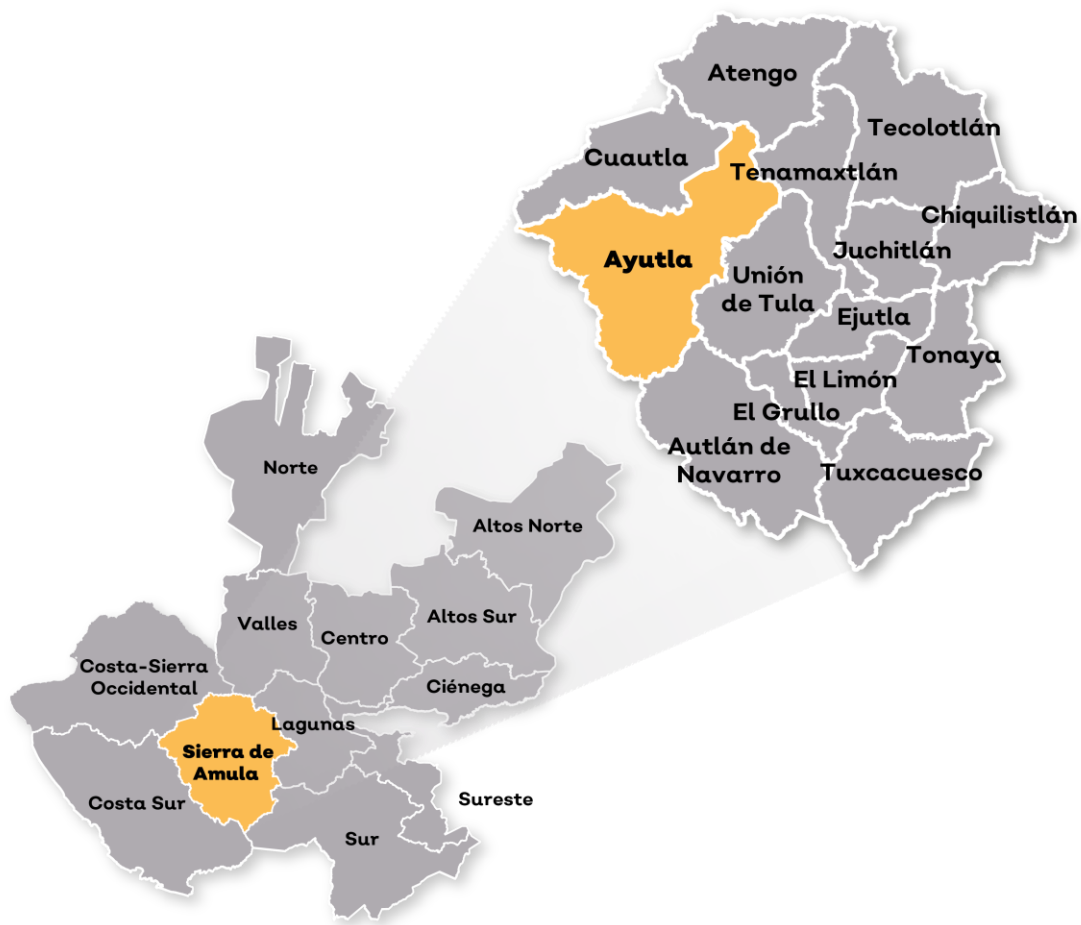 Atengo
Tecolotlán
Cuautla
Tenamaxtlán
Chiquilistlán
Juchitlán
Ayutla
Unión
de Tula
Ejutla
Tonaya
El Limón
El Grullo
Autlán de
Navarro
Tuxcacuesco
Norte
Altos Norte
Valles
Centro
Altos Sur
Costa-Sierra
Occidental
Ciénega
Lagunas
Sierra de
Amula
Costa Sur
Sureste
Sur